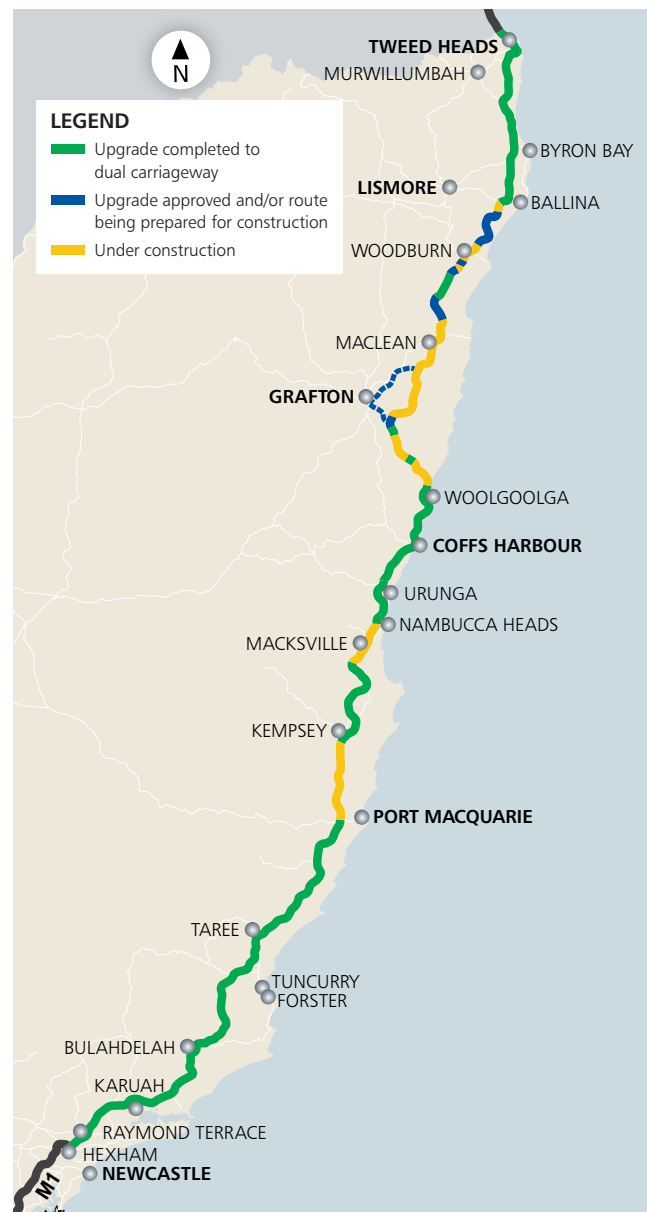 TWEED HEADS
MURWILLUMBAH
N
LEGEND
Upgrade completed to
dual carriageway
Upgrade approved and/or route
being prepared for construction
Under construction
BYRON BAY
LISMORE
BALLINA
WOODBURN
MACLEAN
GRAFTON
WOOLGOOLGA
COFFS HARBOUR
URUNGA
NAMBUCCA HEADS
MACKSVILLE
KEMPSEY
PORT MACQUARIE
TAREE
TUNCURRY
FORSTER
BULAHDELAH
KARUAH
RAYMOND TERRACE
HEXHAM
NEWCASTLE
M1